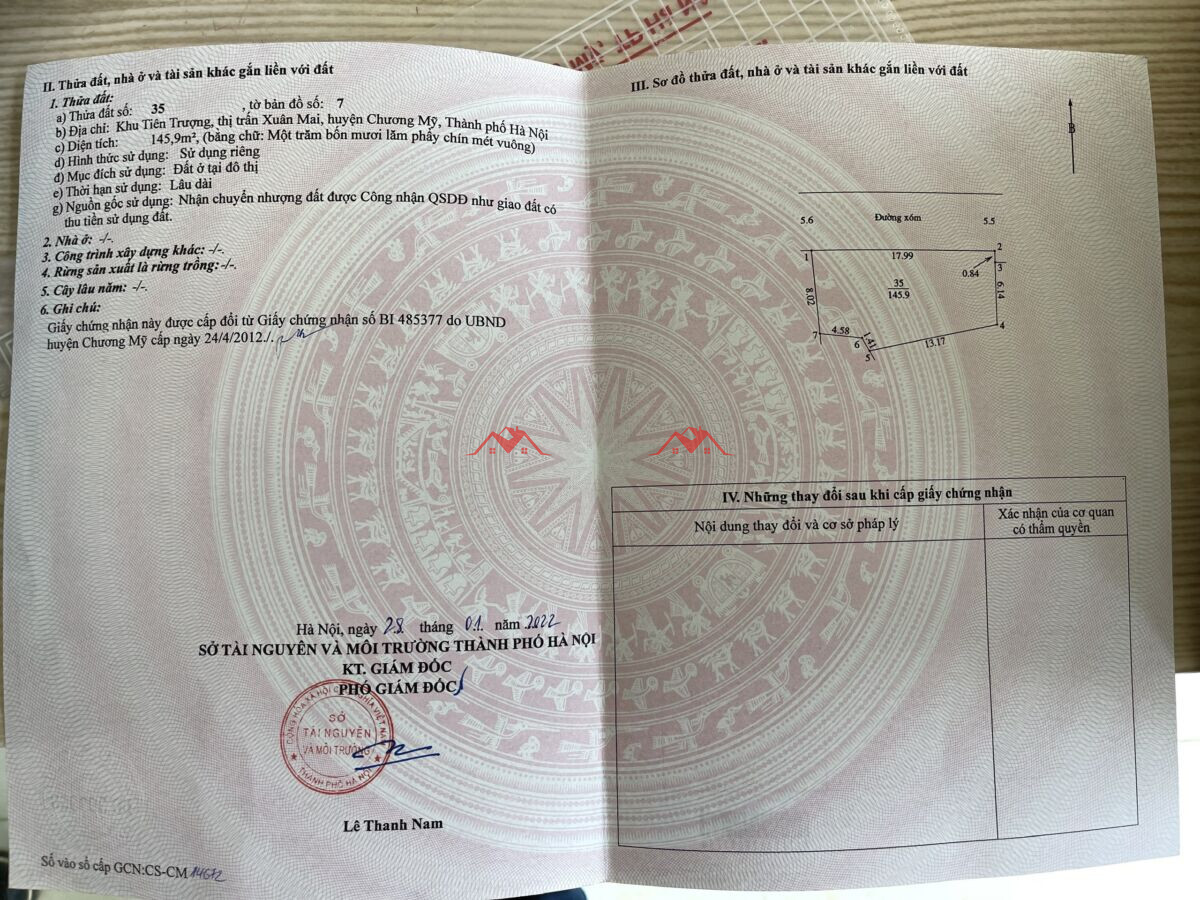 II. Thửa đất, nhà ở và tài sản khác gắn liền với đất
1. Thửa đất:
a) Thửa đất số: 35 , tờ bản đồ số: 7
b) Địa chỉ: Khu Tiên Trượng, thị trấn Xuân Mai, huyện Chương Mỹ, Thành phố Hà Nội
c) Diện tích: 145,9m², (bằng chữ: Một trăm bốn mươi lăm phẩy chín mét vuông)
d) Hình thức sử dụng: Sử dụng riêng
đ) Mục đích sử dụng: Đất ở tại đô thị
e) Thời hạn sử dụng: Lâu dài
g) Nguồn gốc sử dụng: Nhận chuyển nhượng đất được Công nhận QSDĐ như giao đất có
thu tiền sử dụng đất.
2. Nhà ở: -/-.
3. Công trình xây dựng khác: -/-.
4. Rừng sản xuất là rừng trồng: -/-.
5. Cây lâu năm: -/-.
6. Ghi chú:
Giấy chứng nhận này được cấp đổi từ Giấy chứng nhận số BI 485377 do UBND
huyện Chương Mỹ cấp ngày 24/4/2012./.
Hà Nội, ngày 28 tháng 01 năm 2022
SỞ TÀI NGUYÊN VÀ MÔI TRƯỜNG THÀNH PHỐ HÀ NỘI
KT. GIÁM ĐỐC
PHÓ GIÁM ĐỐC
CỘNG HÒA XÃ HỘI CHỦ NGHĨA VIỆT NAM
SỞ
TÀI NGUYÊN
VÀ MÔI TRƯỜNG
THÀNH PHỐ HÀ NỘI
Lê Thanh Nam
Số vào sổ cấp GCN:CS-CM 14672
III. Sơ đồ thửa đất, nhà ở và tài sản khác gắn liền với đất
B
5.6 Đường xóm 5.5
1 17.99 2
0.84 3
35
145.9
8.02 6.14
7 4.58 6 1.41 5 13.17 4
IV. Những thay đổi sau khi cấp giấy chứng nhận
Nội dung thay đổi và cơ sở pháp lý
Xác nhận của cơ quan
có thẩm quyền